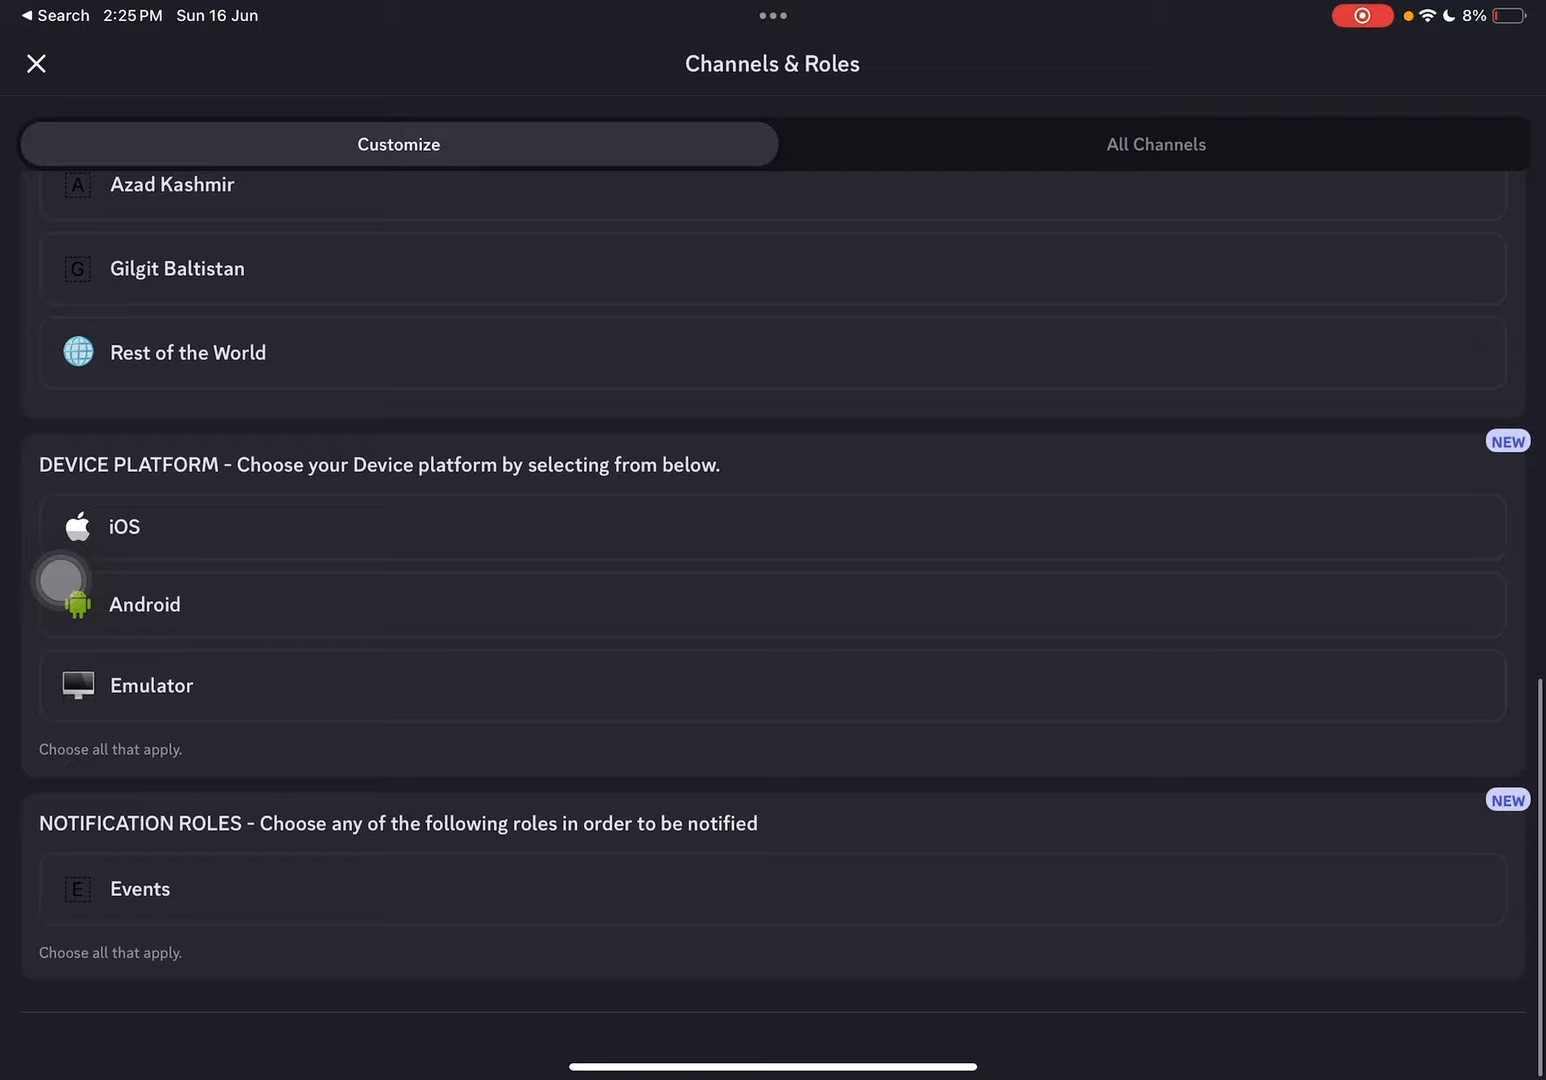 ◀ Search 2:25 PM Sun 16 Jun
8%
Channels & Roles
Customize
All Channels
A Azad Kashmir
G Gilgit Baltistan
Rest of the World
NEW
DEVICE PLATFORM - Choose your Device platform by selecting from below.
iOS
Android
Emulator
Choose all that apply.
NEW
NOTIFICATION ROLES - Choose any of the following roles in order to be notified
E Events
Choose all that apply.